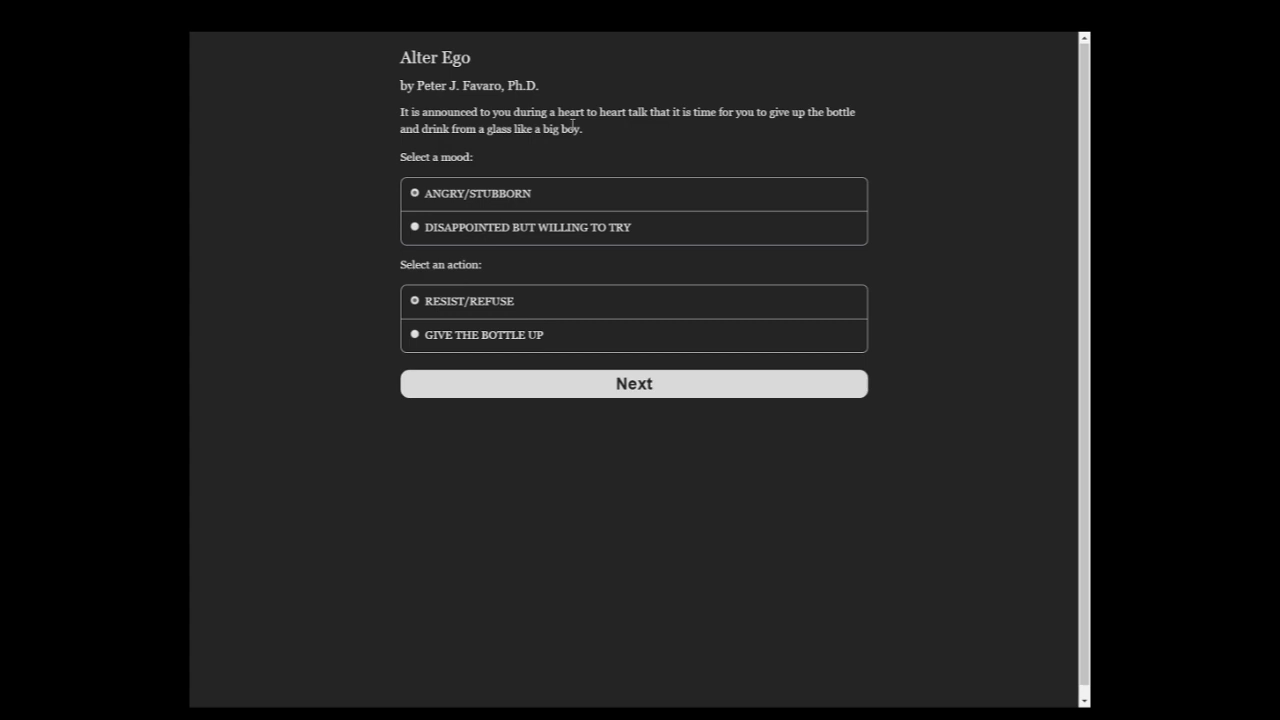 Alter Ego
by Peter J. Favaro, Ph.D.
It is announced to you during a heart to heart talk that it is time for you to give up the bottle
and drink from a glass like a big boy.
Select a mood:
ANGRY/STUBBORN
DISAPPOINTED BUT WILLING TO TRY
Select an action:
RESIST/REFUSE
GIVE THE BOTTLE UP
Next